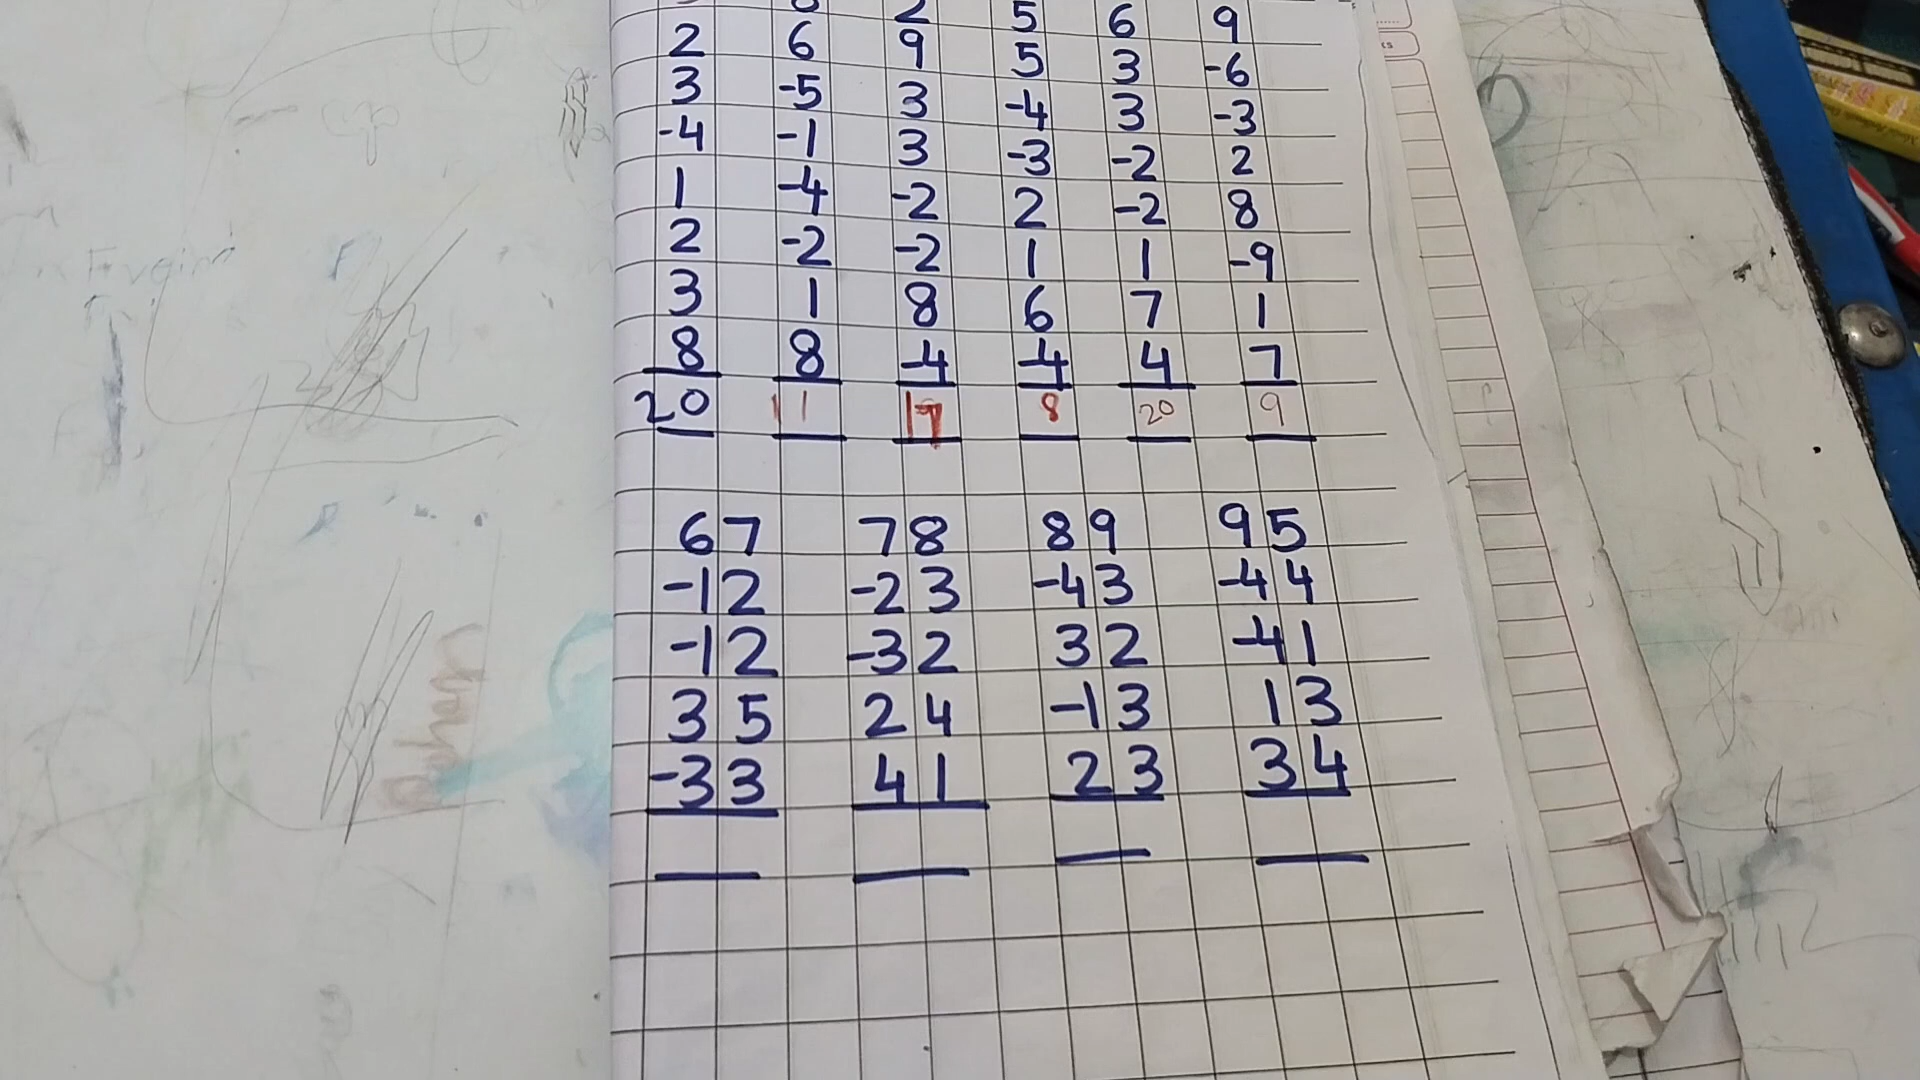 2 5 6 9
2 6 9 5 3 -6
3 -5 3 -4 3 -3
-4 -1 3 -3 -2 2
1 -4 -2 2 -2 8
2 -2 -2 1 1 -9
3 1 8 6 7 1
8 8 -4 -4 4 7
20 11 17 8 20 9
67 78 89 95
-12 -23 -43 -44
-12 -32 32 -41
35 24 -13 13
-33 41 23 34